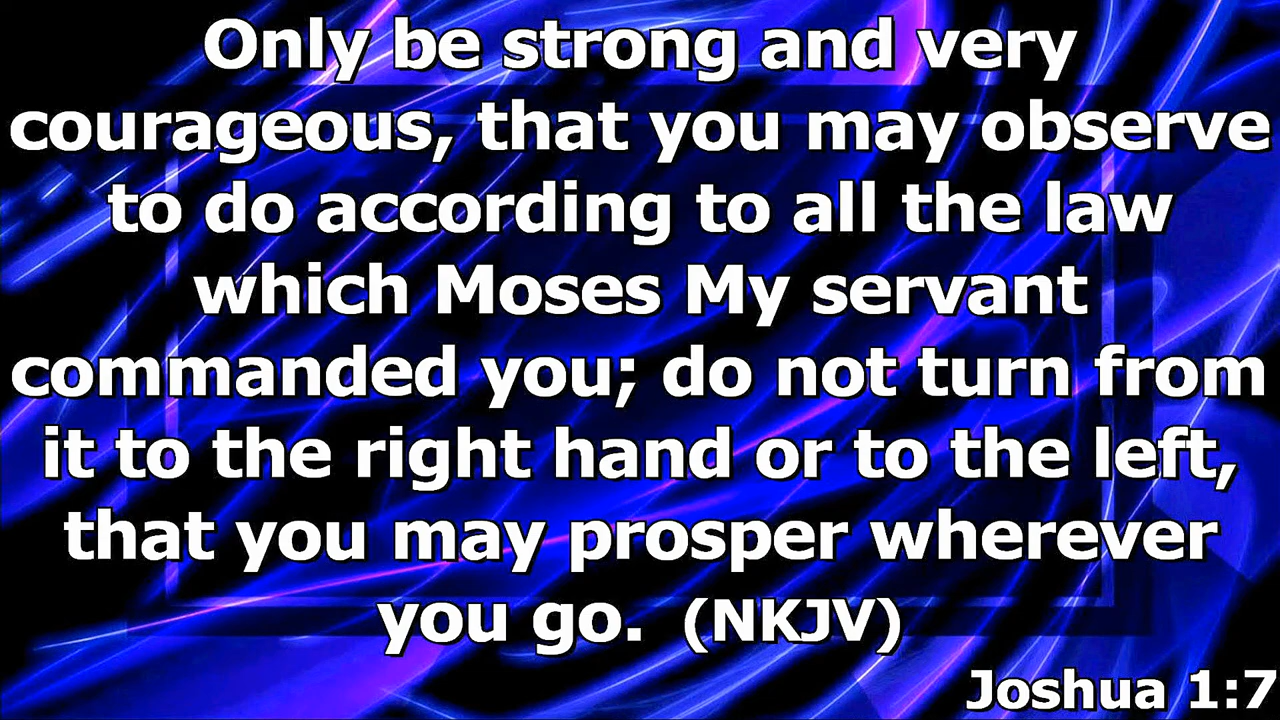 Only be strong and very
courageous, that you may observe
to do according to all the law
which Moses My servant
commanded you; do not turn from
it to the right hand or to the left,
that you may prosper wherever
you go. (NKJV)
Joshua 1:7